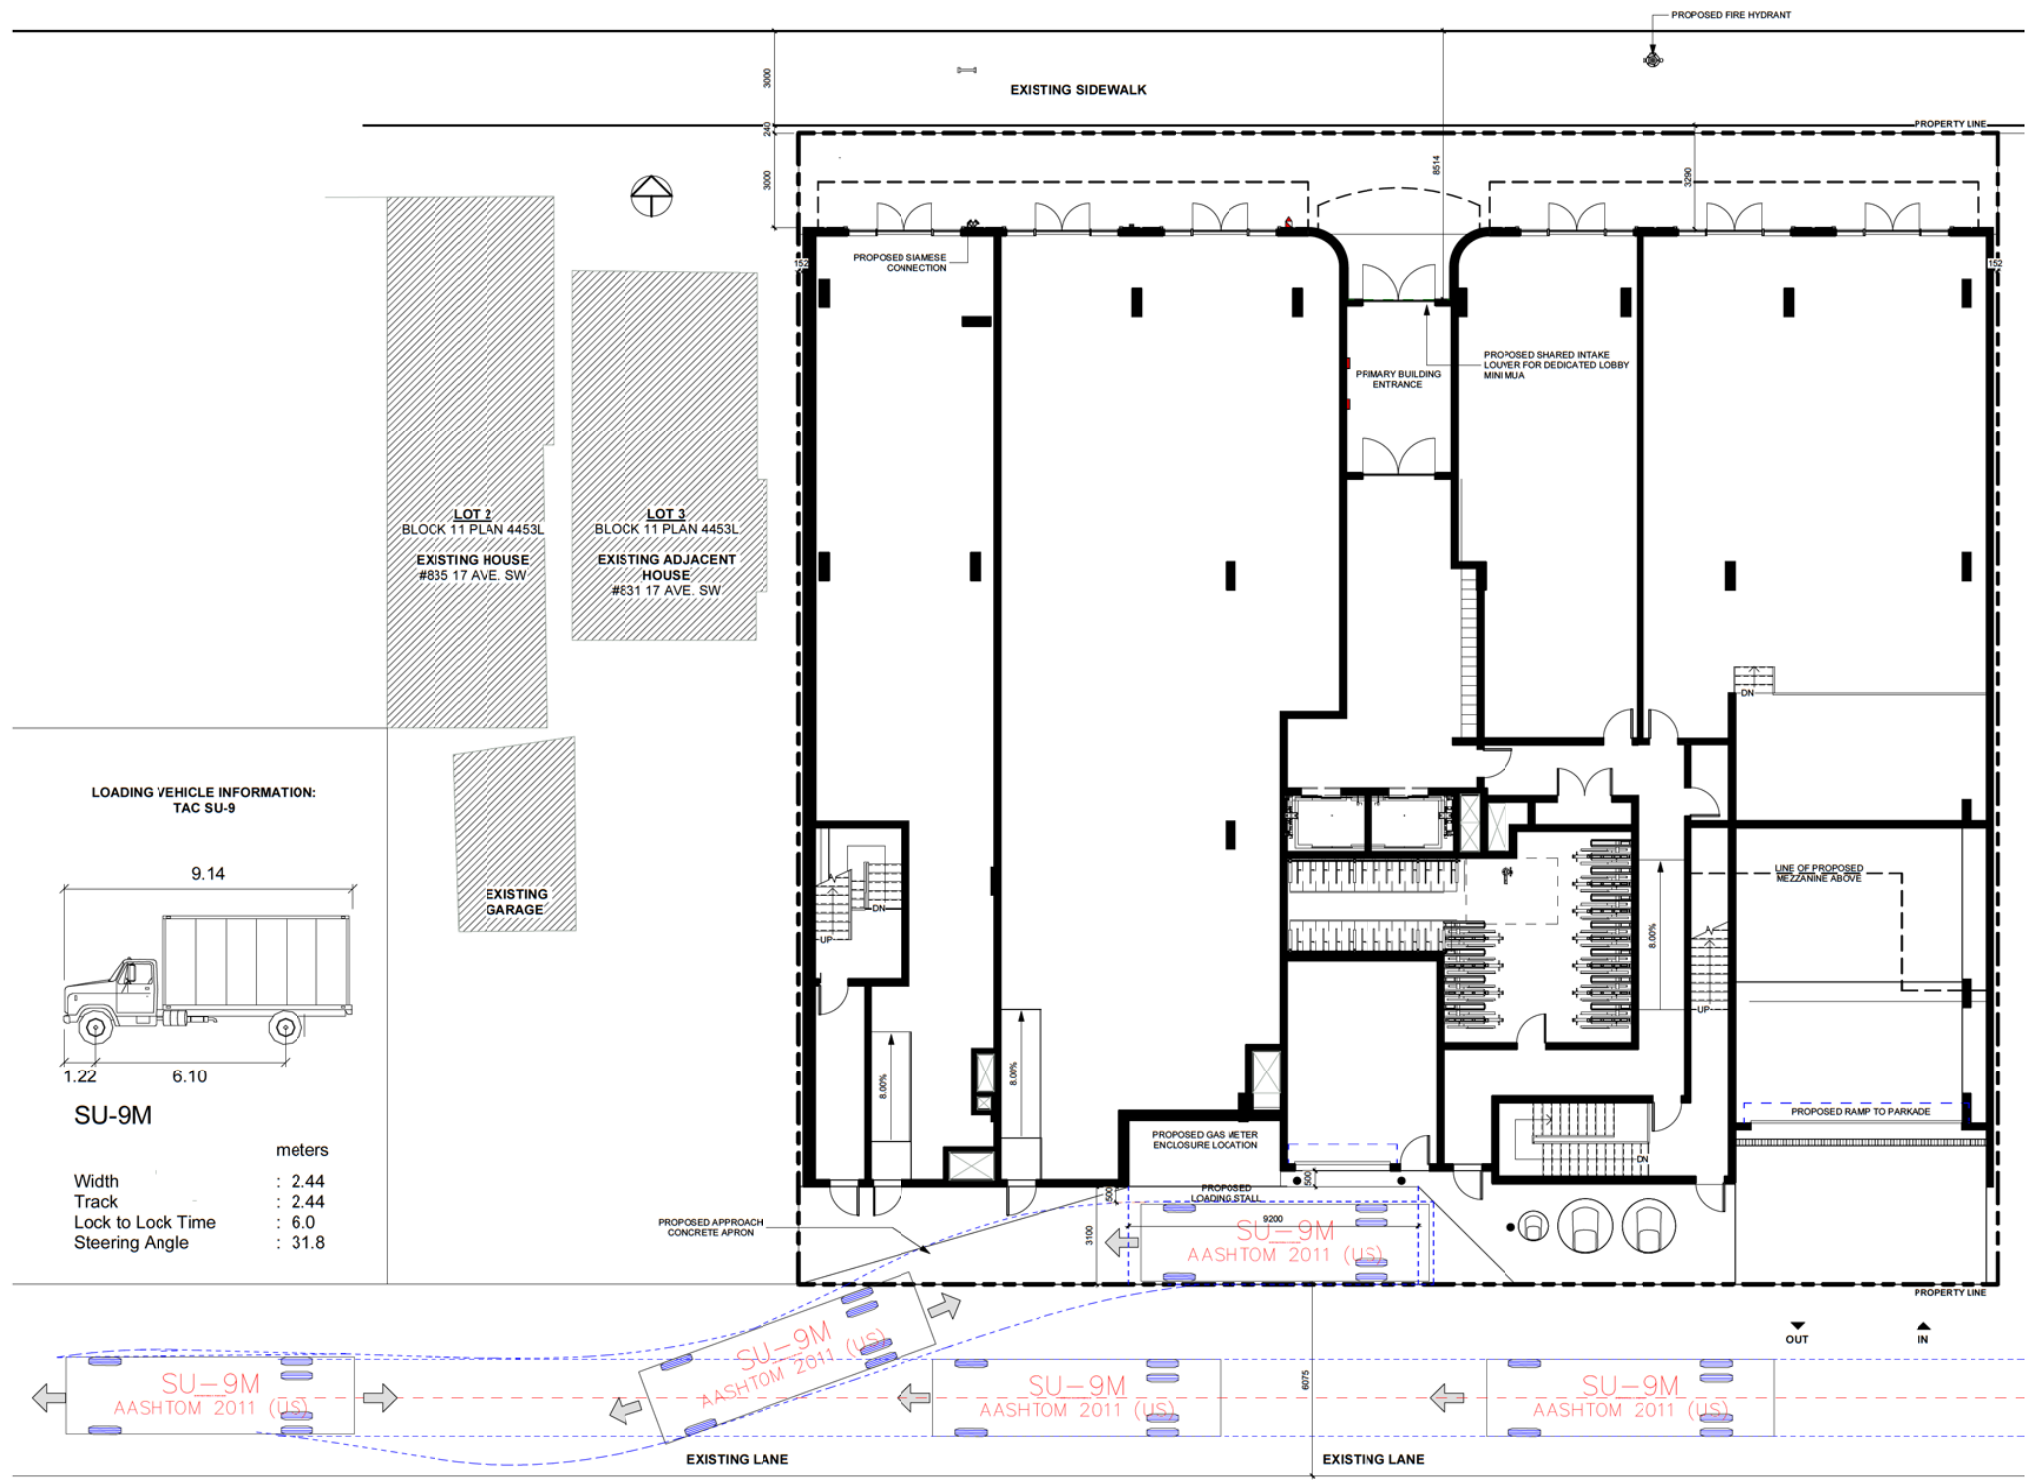 PROPOSED FIRE HYDRANT
3000
EXISTING SIDEWALK
240
PROPERTY LINE
3000
8514
3290
PROPOSED SIAMESE
CONNECTION
152
152
PROPOSED SHARED INTAKE
LOUVER FOR DEDICATED LOBBY
MINI MUA
PRIMARY BUILDING
ENTRANCE
LOT 2
BLOCK 11 PLAN 4453L
EXISTING HOUSE
#835 17 AVE. SW
LOT 3
BLOCK 11 PLAN 4453L
EXISTING ADJACENT
HOUSE
#831 17 AVE. SW
DN
LOADING VEHICLE INFORMATION:
TAC SU-9
9.14
EXISTING
GARAGE
1.22
6.10
SU-9M
meters
Width : 2.44
Track : 2.44
Lock to Lock Time : 6.0
Steering Angle : 31.8
DN
UP
LINE OF PROPOSED
MEZZANINE ABOVE
8.00%
UP
8.00%
8.00%
PROPOSED RAMP TO PARKADE
PROPOSED GAS METER
ENCLOSURE LOCATION
DN
500
500
PROPOSED
LOADING STALL
PROPOSED APPROACH
CONCRETE APRON
3100
9200
SU-9M
AASHTOM 2011 (US)
PROPERTY LINE
OUT
IN
SU-9M
AASHTOM 2011 (US)
SU-9M
AASHTOM 2011 (US)
SU-9M
AASHTOM 2011 (US)
6075
SU-9M
AASHTOM 2011 (US)
EXISTING LANE
EXISTING LANE